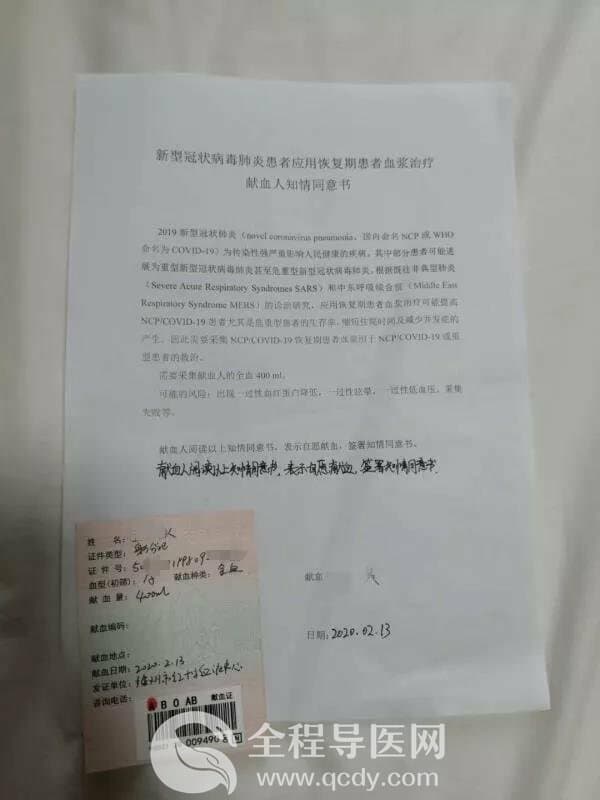 新型冠状病毒肺炎患者应用恢复期患者血浆治疗
献血人知情同意书
2019 新型冠状肺炎（novel coronavirus pneumonia，国内命名 NCP 或 WHO
命名为 COVID-19）为传染性强严重影响人民健康的疾病，其中部分患者可能进
展为重型新型冠状病毒肺炎甚至危重型新型冠状病毒肺炎。根据既往非典型肺炎
（Severe Acute Respiratory Syndromes SARS）和中东呼吸综合征（Middle East
Respiratory Syndrome MERS）的诊治研究，应用恢复期患者血浆治疗可能提高
NCP/COVID-19 患者尤其是危重型患者的生存率，缩短住院时间及减少并发症的
产生。因此需要采集 NCP/COVID-19 恢复期患者血浆用于 NCP/COVID-19 或重
型患者的救治。
需要采集献血人的全血 400 ml。
可能的风险：出现一过性血红蛋白降低，一过性眩晕，一过性低血压，采集
失败等。
献血人阅读以上知情同意书，表示自愿献血，签署知情同意书。
献血人阅读以上知情同意书，表示自愿献血，签署知情同意书
姓 名：
证件类型：身份证
证 件 号：50 119809
血型(初筛)： 献血种类：全血
献 血 量：400ml
献血编码：
献血地点：
献血日期：2020.2.13
发证单位：
咨询电话：
B O AB 献血证
009490
献血
日期：2020.02.13
全程导医网
www.qcdy.com